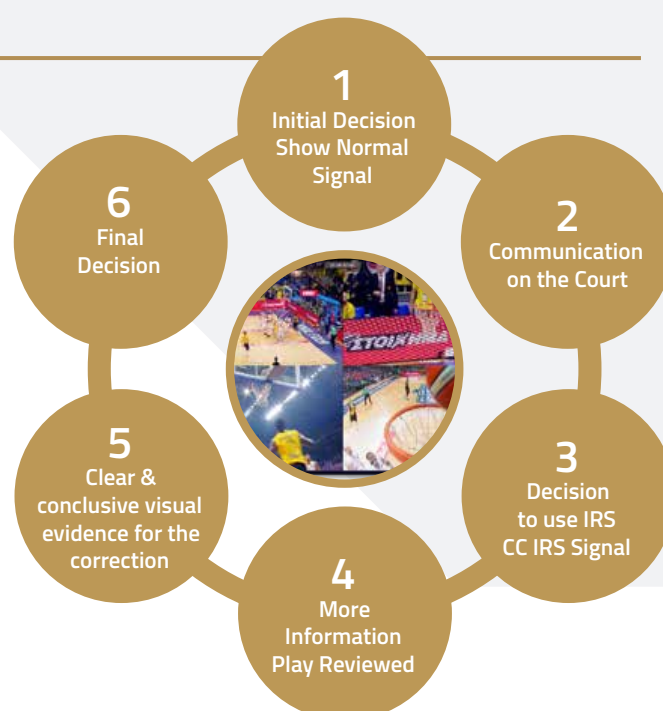 1
Initial Decision
Show Normal
Signal
2
Communication
on the Court
3
Decision
to use IRS
CC IRS Signal
4
More
Information
Play Reviewed
5
Clear &
conclusive visual
evidence for the
correction
6
Final
Decision
ΣΤΟΙΧΗΜΑ